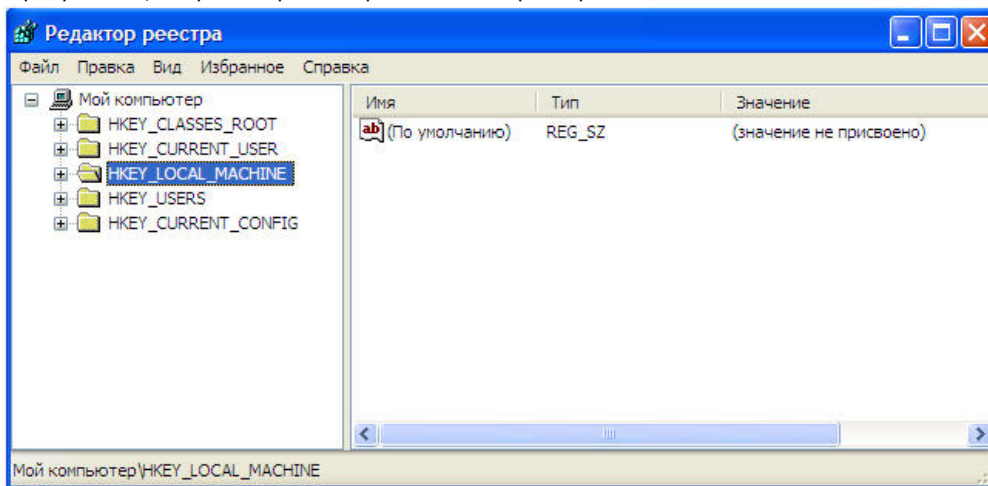 Редактор реестра
Файл Правка Вид Избранное Справка
Мой компьютер
HKEY_CLASSES_ROOT
HKEY_CURRENT_USER
HKEY_LOCAL_MACHINE
HKEY_USERS
HKEY_CURRENT_CONFIG
Имя Тип Значение
ab (По умолчанию) REG_SZ (значение не присвоено)
Мой компьютер\HKEY_LOCAL_MACHINE